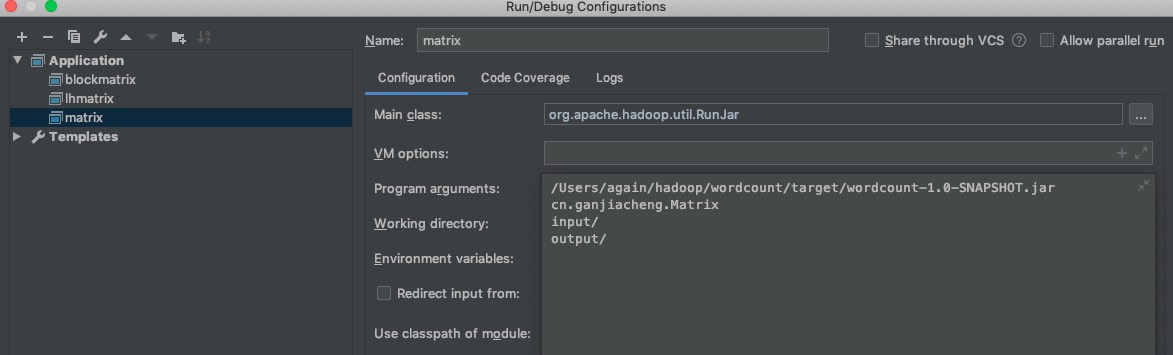 Run/Debug Configurations
Application
blockmatrix
lhmatrix
matrix
Templates
Name: matrix
Share through VCS ?
Allow parallel run
Configuration Code Coverage Logs
Main class: org.apache.hadoop.util.RunJar ...
VM options:
Program arguments:
/Users/again/hadoop/wordcount/target/wordcount-1.0-SNAPSHOT.jar
cn.ganjiacheng.Matrix
input/
output/
Working directory:
Environment variables:
Redirect input from:
Use classpath of module: